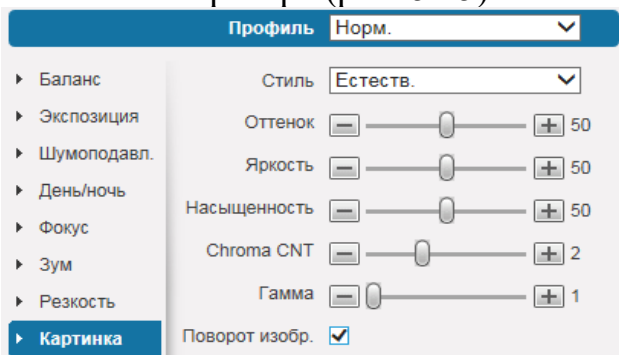 Профиль Норм.
Баланс
Экспозиция
Шумоподавл.
День/ночь
Фокус
Зум
Резкость
Картинка
Стиль Естеств.
Оттенок 50
Яркость 50
Насыщенность 50
Chroma CNT 2
Гамма 1
Поворот изобр.